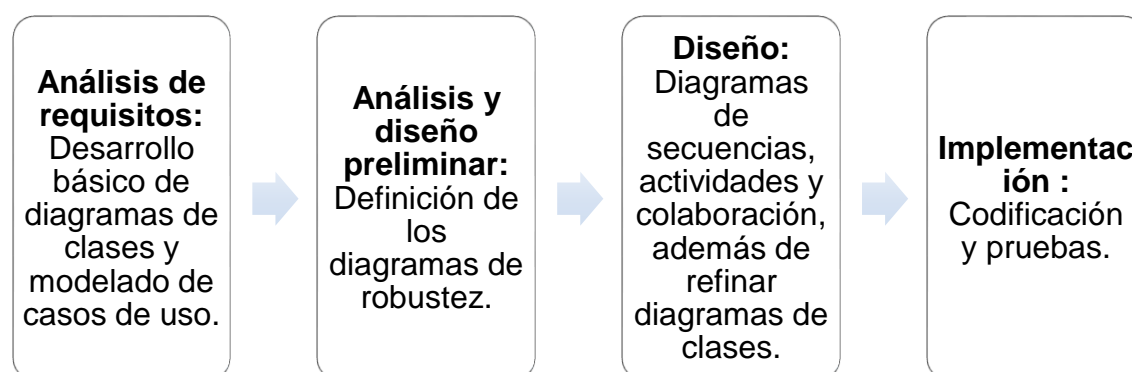 Análisis de
requisitos:
Desarrollo
básico de
diagramas de
clases y
modelado de
casos de uso.
Análisis y
diseño
preliminar:
Definición de
los
diagramas de
robustez.
Diseño:
Diagramas
de
secuencias,
actividades y
colaboración,
además de
refinar
diagramas de
clases.
Implementac
ión :
Codificación
y pruebas.